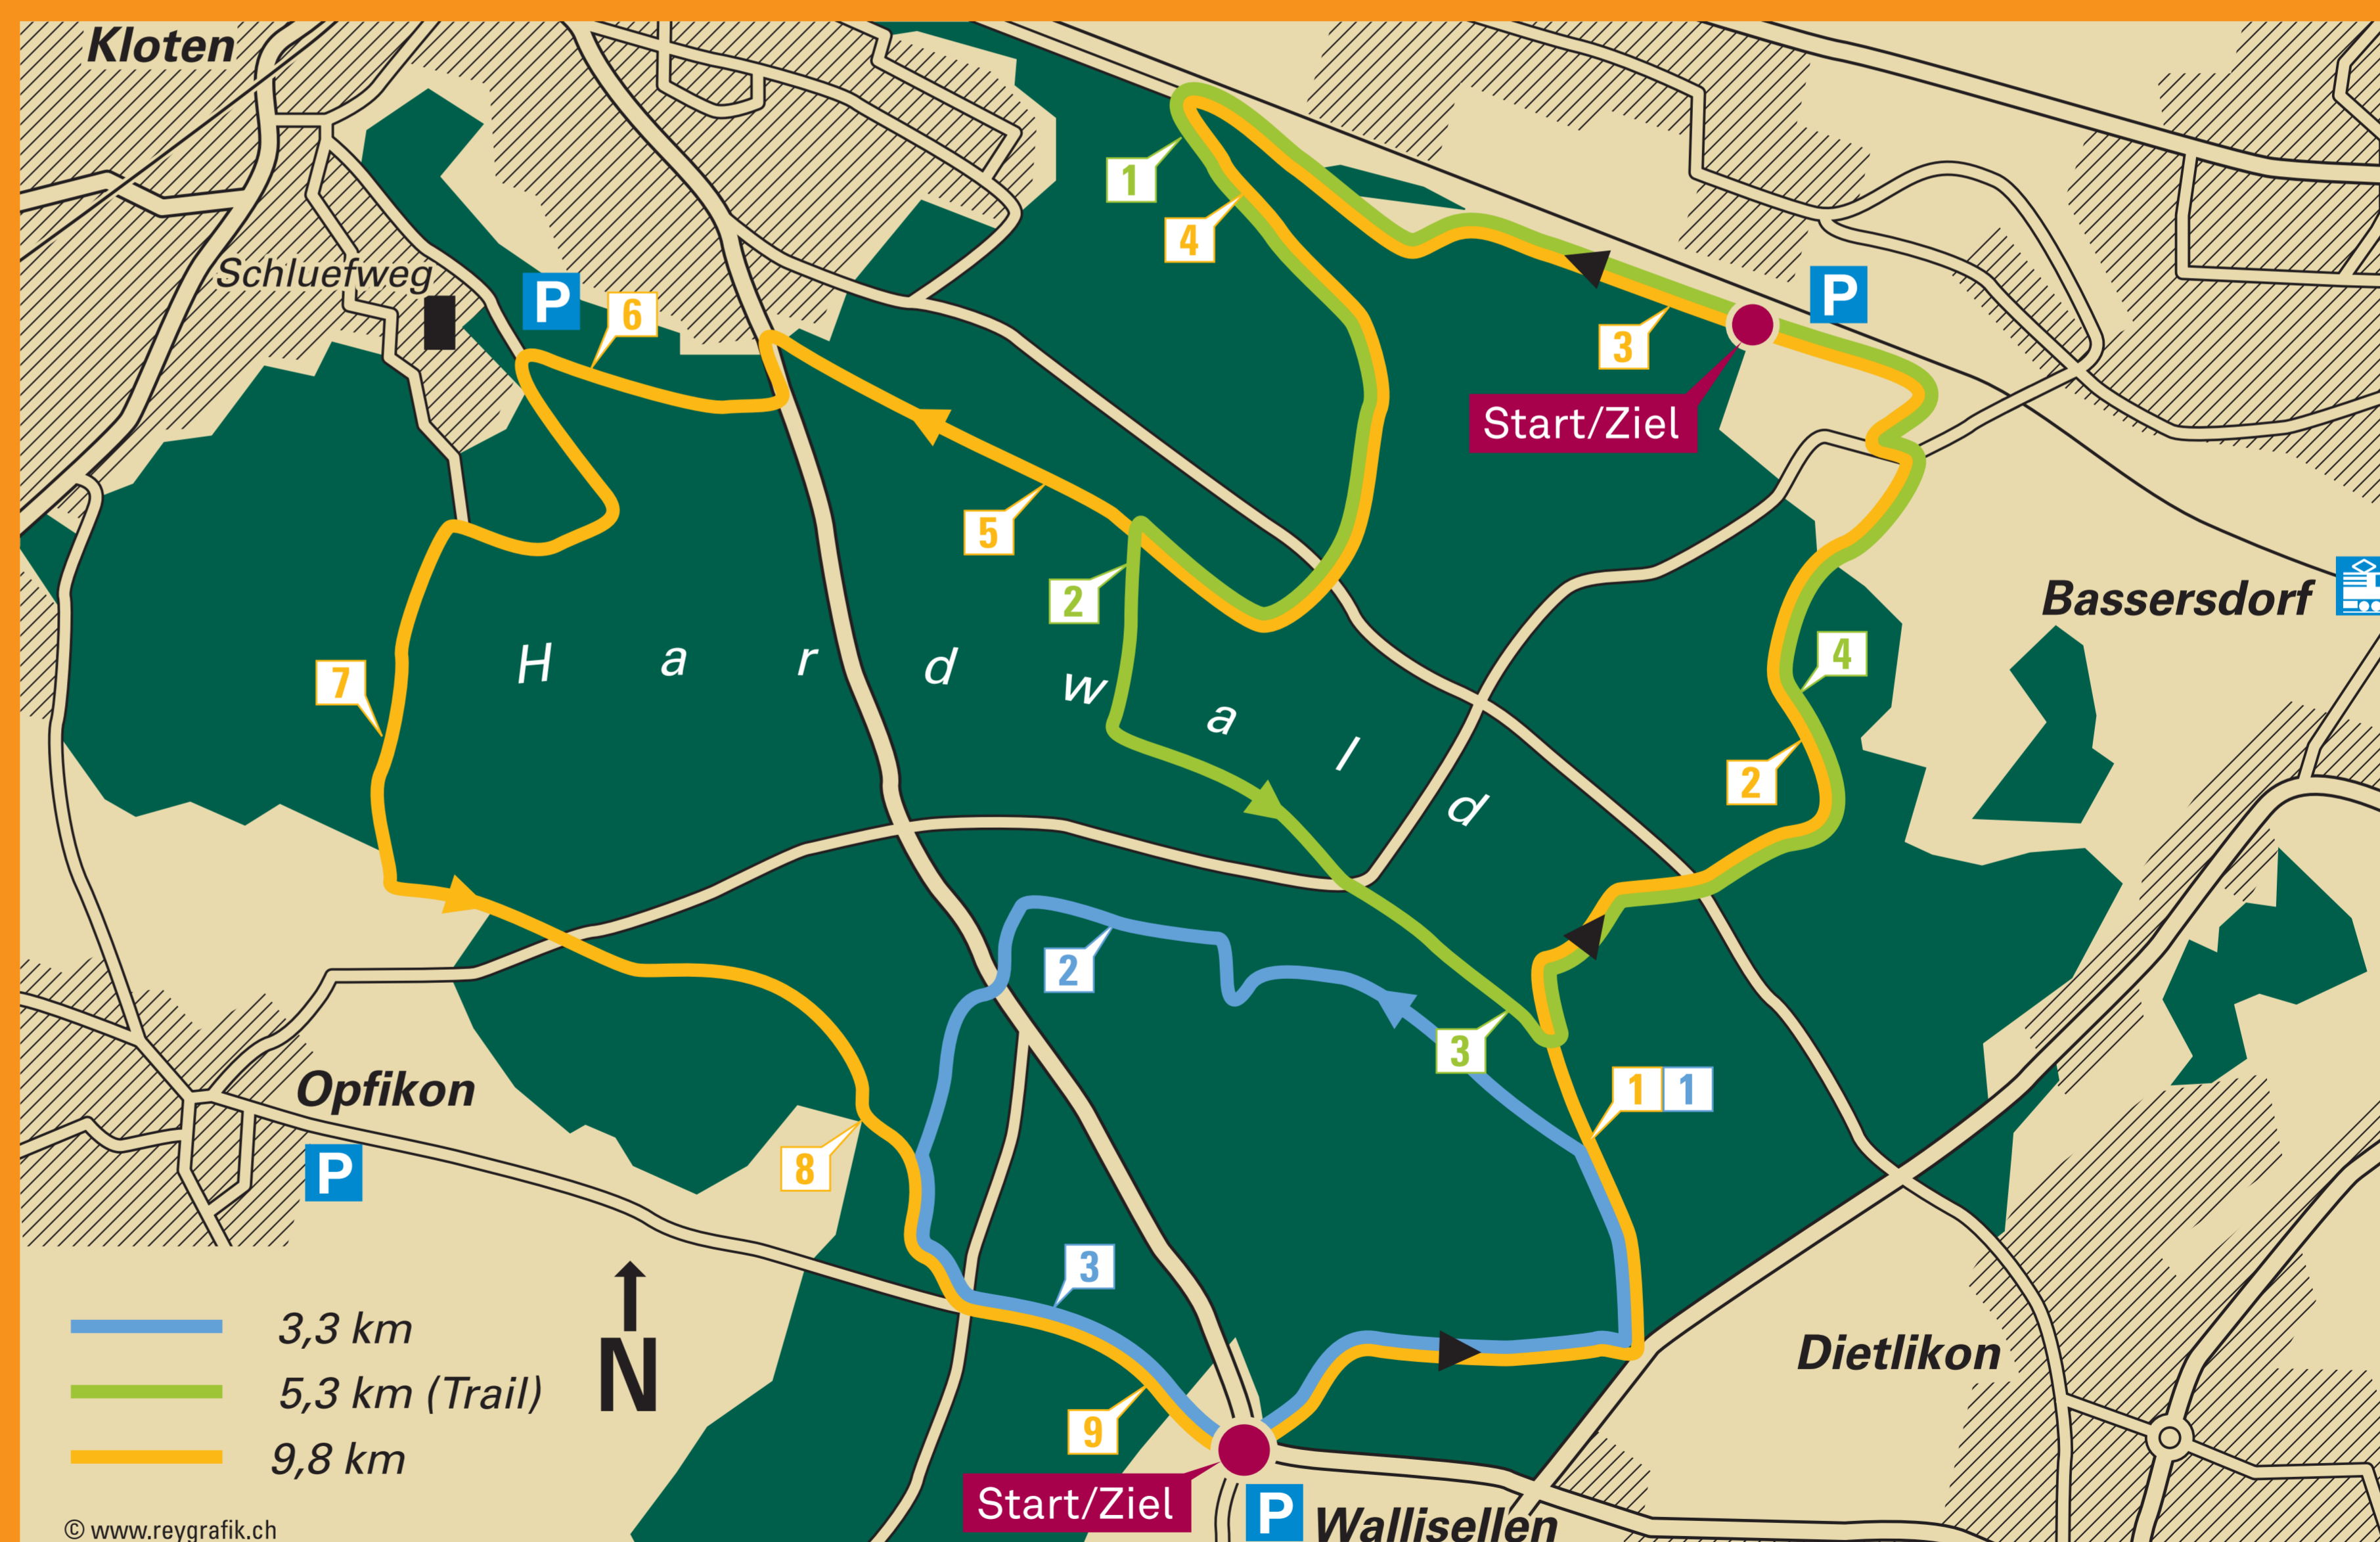 Kloten
1
4
Schluefweg
P
6
3
P
Start/Ziel
5
2
Bassersdorf
4
7
Hardwald
2
2
3
1 1
Opfikon
P
8
3
N
3,3 km
5,3 km (Trail)
9,8 km
Dietlikon
9
Start/Ziel
P
Wallisellen
© www.reygrafik.ch